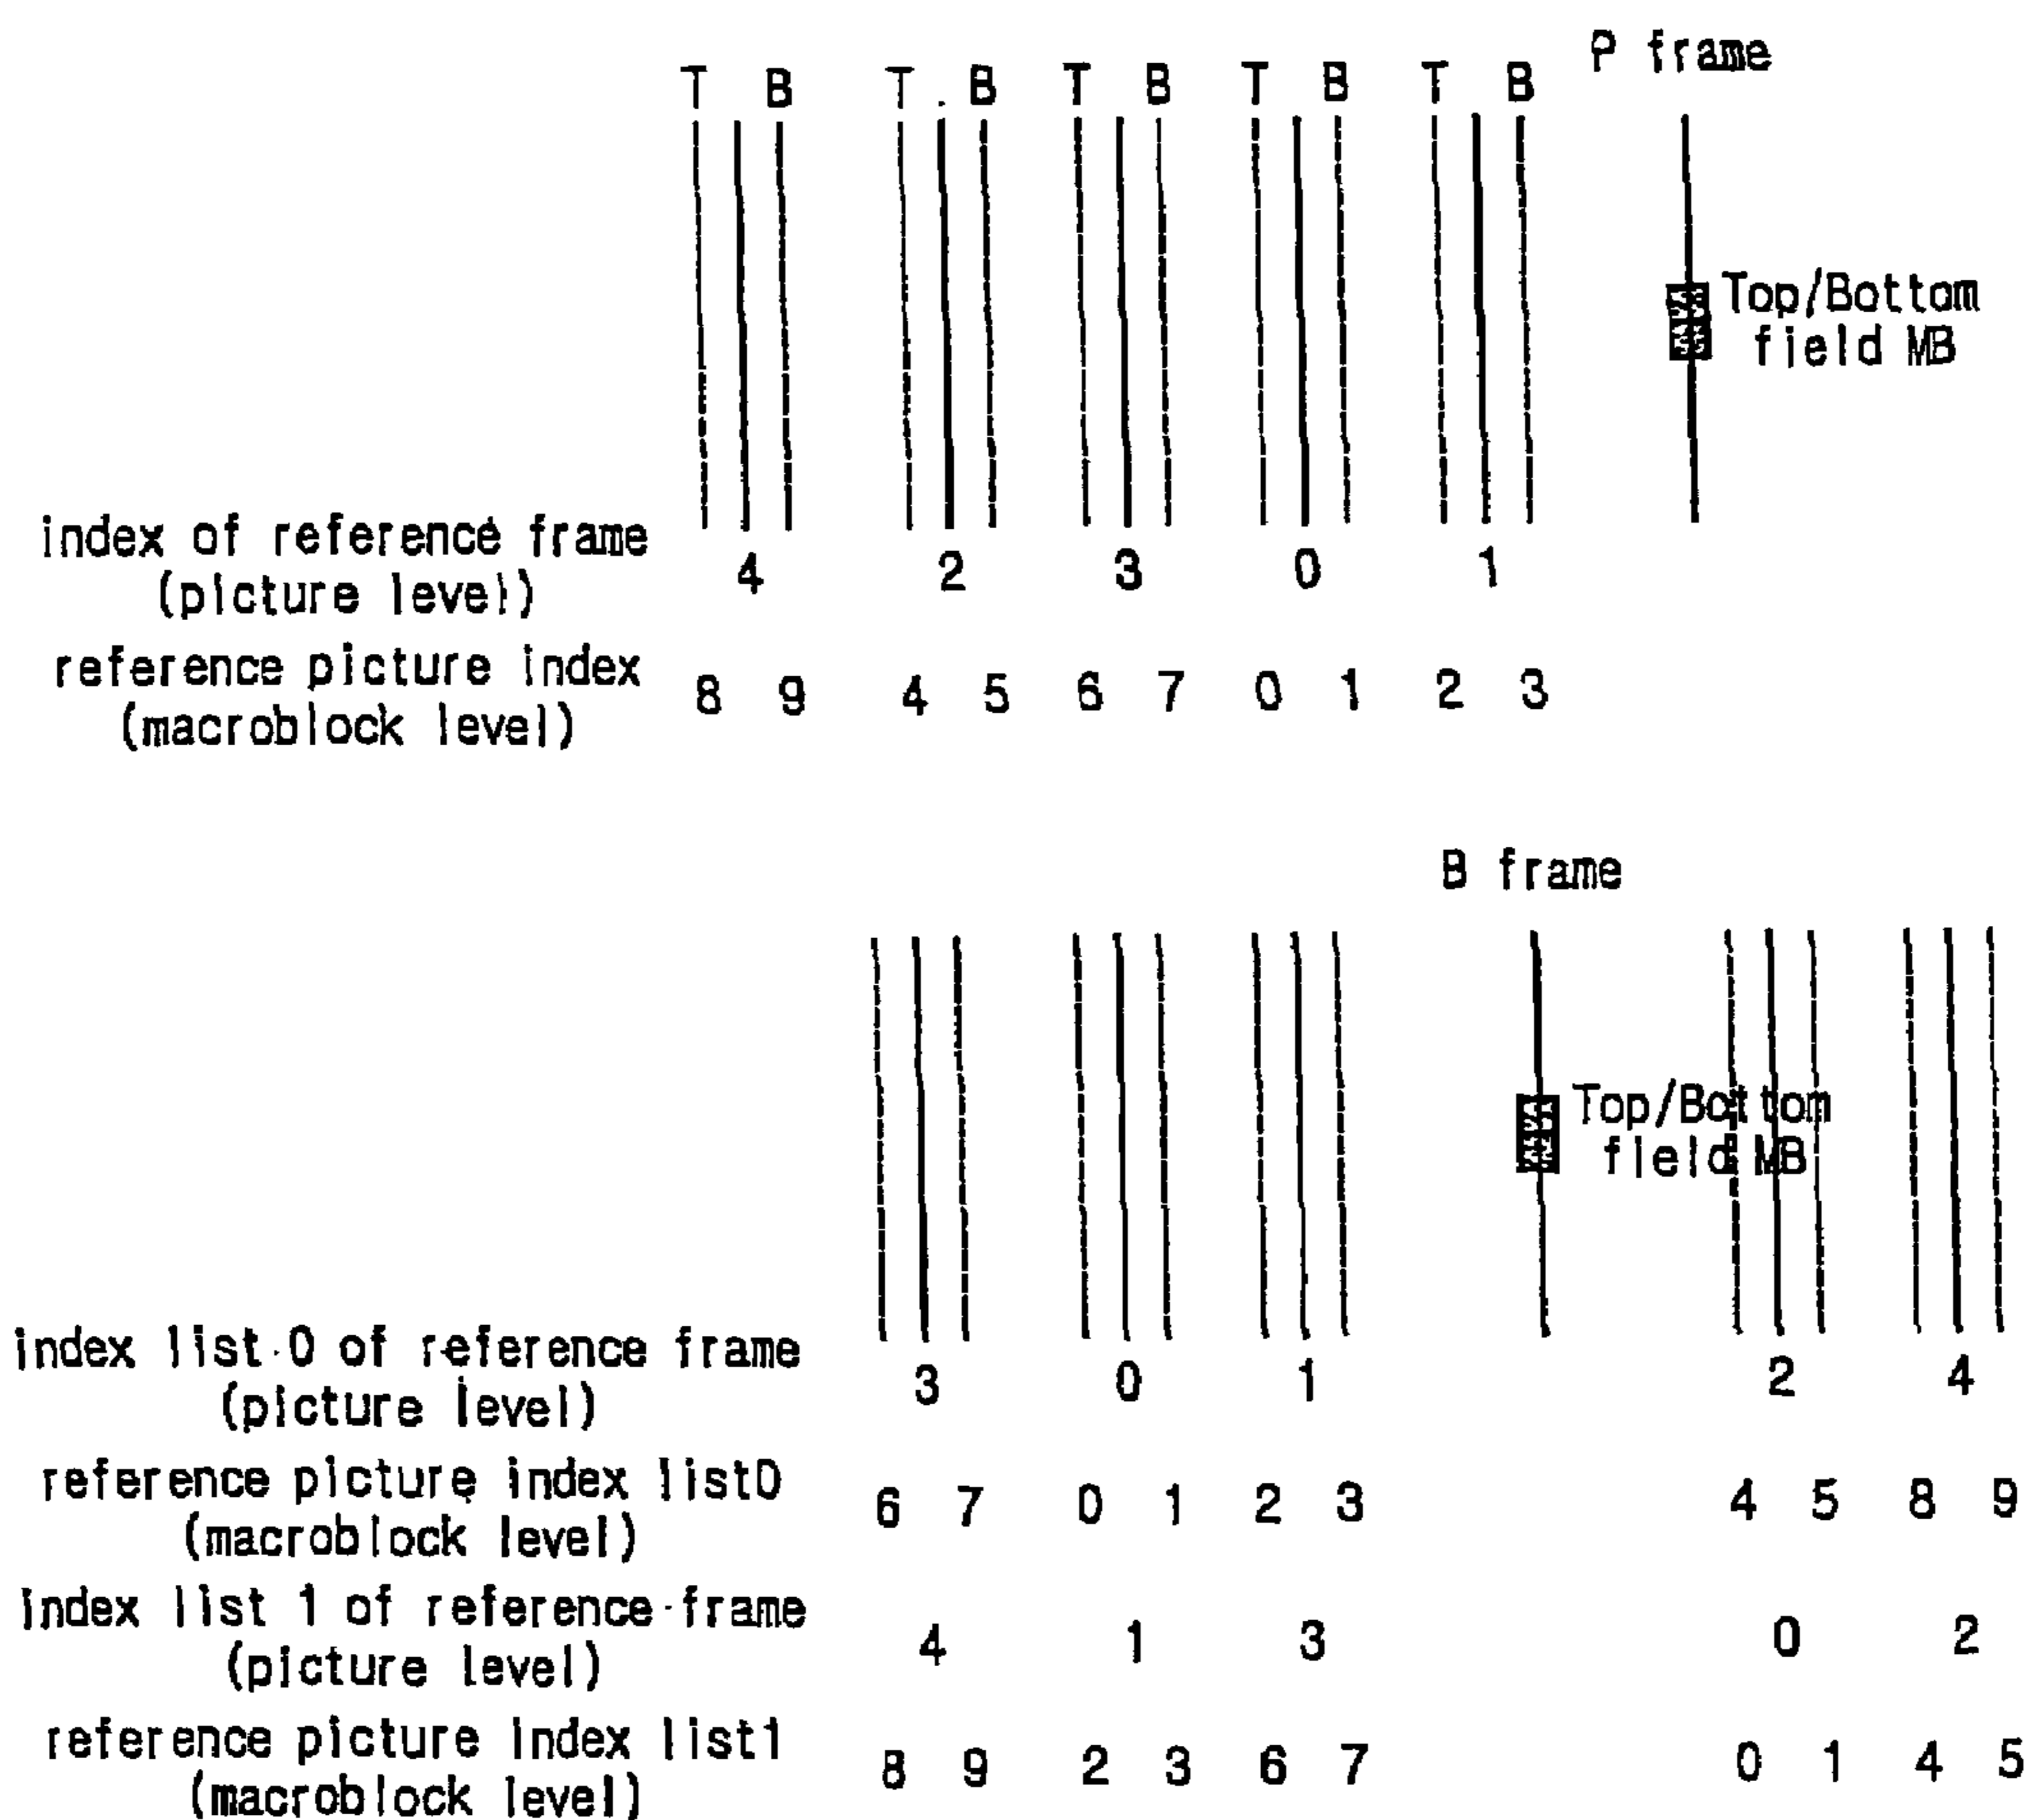 P frame
T B T B T B T B T B
Top/Bottom
field MB
index of reference frame
(picture level)
4 2 3 0 1
reference picture index
(macroblock level)
8 9 4 5 6 7 0 1 2 3
B frame
Top/Bottom
field MB
index list 0 of reference frame
(picture level)
3 0 1 2 4
reference picture index list0
(macroblock level)
6 7 0 1 2 3 4 5 8 9
index list 1 of reference frame
(picture level)
4 1 3 0 2
reference picture index list1
(macroblock level)
8 9 2 3 6 7 0 1 4 5